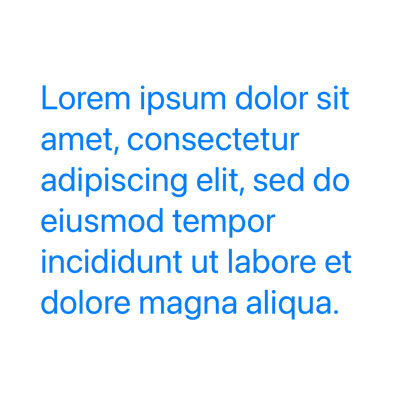 Lorem ipsum dolor sit
amet, consectetur
adipiscing elit, sed do
eiusmod tempor
incididunt ut labore et
dolore magna aliqua.